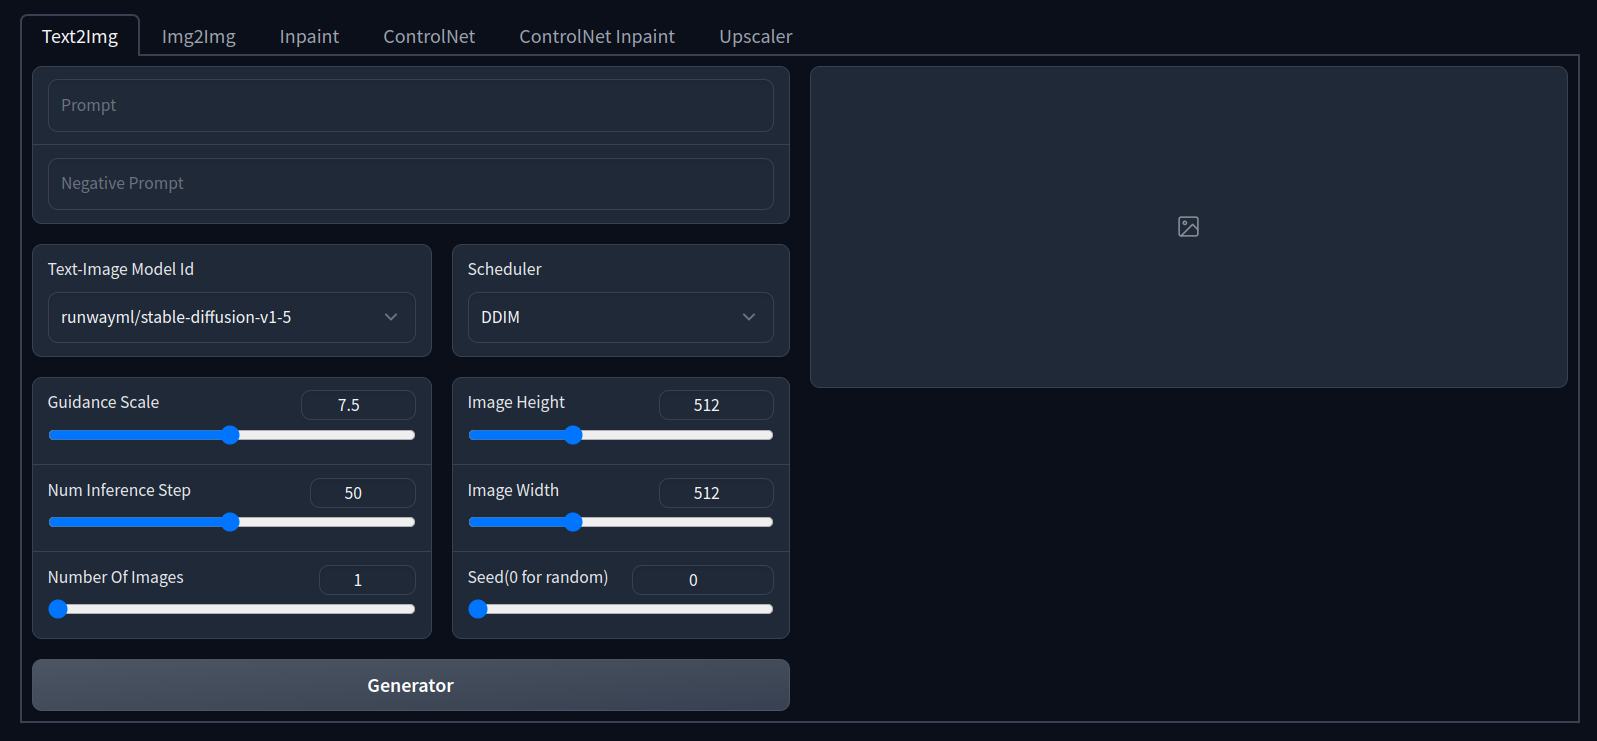 Text2Img Img2Img Inpaint ControlNet ControlNet Inpaint Upscaler
Prompt
Negative Prompt
Text-Image Model Id
runwayml/stable-diffusion-v1-5
Scheduler
DDIM
Guidance Scale 7.5
Num Inference Step 50
Number Of Images 1
Image Height 512
Image Width 512
Seed(0 for random) 0
Generator